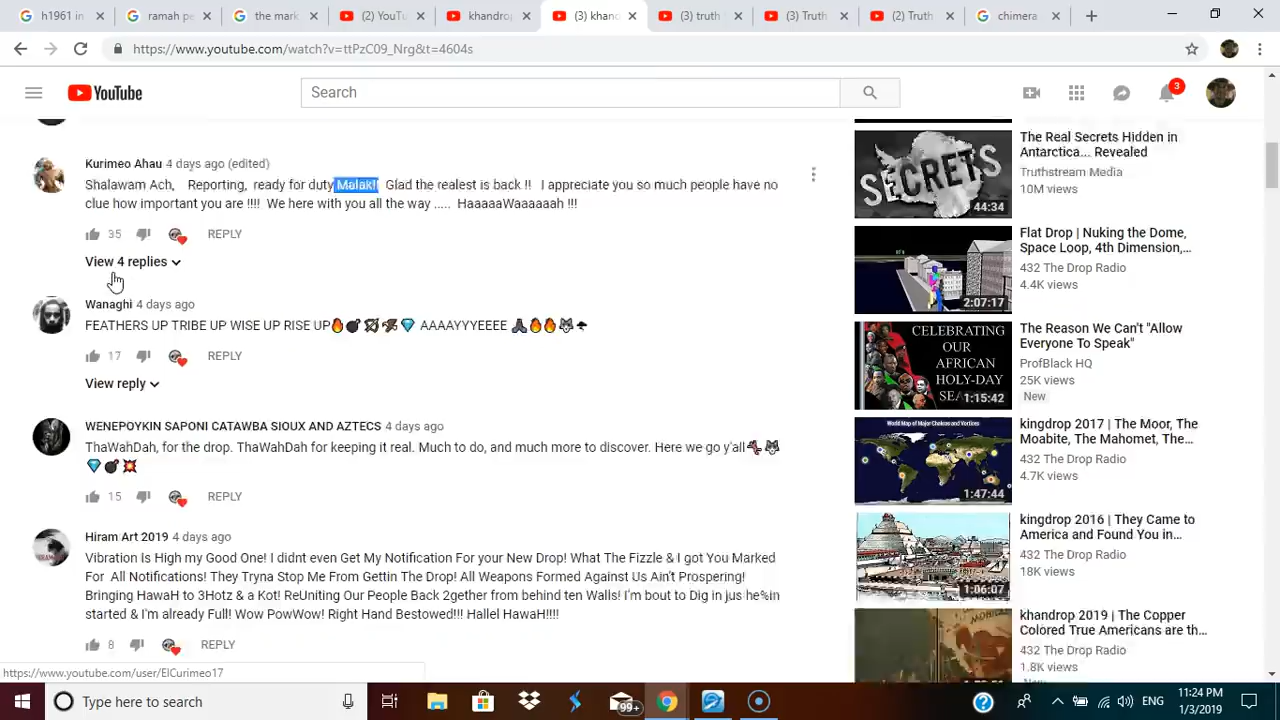 h1961 in
ramah pe
the maste
(2) Truth
khandrop
(3) khand
(3) truth
(3) Truth
(2) Truth
chimera
https://www.youtube.com/watch?v=ttPzC09_Nrg&t=4604s
YouTube
Search
3
Kurimeo Ahau 4 days ago (edited)
Shalawam Ach, Reporting, ready for duty Malak!! Glad the realest is back !! I appreciate you so much people have no
clue how important you are !!!! We here with you all the way ..... HaaaaaWaaaaaah !!!
35 REPLY
View 4 replies
Wanaghi 4 days ago
FEATHERS UP TRIBE UP WISE UP RISE UP🔥💣 💎 AAAAYYYEEEE 🔥🔥🐺
17 REPLY
View reply
WENEPOYKIN SAPONI CATAWBA SIOUX AND AZTECS 4 days ago
ThaWahDah, for the drop. ThaWahDah for keeping it real. Much to do, and much more to discover. Here we go y'all
💎💣💥
15 REPLY
Hiram Art 2019 4 days ago
Vibration Is High my Good One! I didnt even Get My Notification For your New Drop! What The Fizzle & I got You Marked
For All Notifications! They Tryna Stop Me From Gettin The Drop! All Weapons Formed Against Us Ain't Prospering!
Bringing HawaH to 3Hotz & a Kot! ReUniting Our People Back 2gether from behind ten Walls! I'm bout to Dig in jus he%in
started & I'm already Full! Wow PowWow! Right Hand Bestowed!!! Hallel HawaH!!!!
8 REPLY
https://www.youtube.com/user/ElCurimeo17
SECRETS
44:34
The Real Secrets Hidden in
Antarctica... Revealed
Truthstream Media
10M views
2:07:17
Flat Drop | Nuking the Dome,
Space Loop, 4th Dimension,...
432 The Drop Radio
4.4K views
CELEBRATING
OUR
AFRICAN
HOLY-DAY
1:15:42
The Reason We Can't "Allow
Everyone To Speak"
ProfBlack HQ
25K views
New
World Map of Major Chakras and Vortices
1:47:44
kingdrop 2017 | The Moor, The
Moabite, The Mahomet, The...
432 The Drop Radio
4.7K views
1:06:07
kingdrop 2016 | They Came to
America and Found You in...
432 The Drop Radio
18K views
khandrop 2019 | The Copper
Colored True Americans are th...
432 The Drop Radio
1.8K views
Type here to search
99+
ENG
11:24 PM
1/3/2019